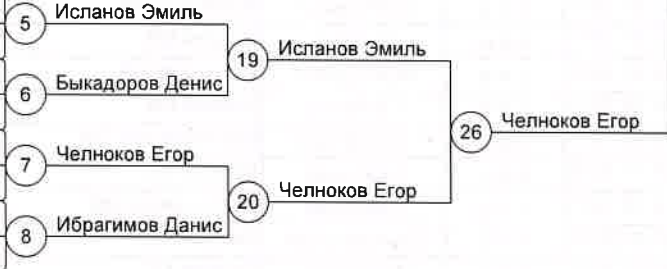 5 Исланов Эмиль
19 Исланов Эмиль
6 Быкадоров Денис
26 Челноков Егор
7 Челноков Егор
20 Челноков Егор
8 Ибрагимов Данис